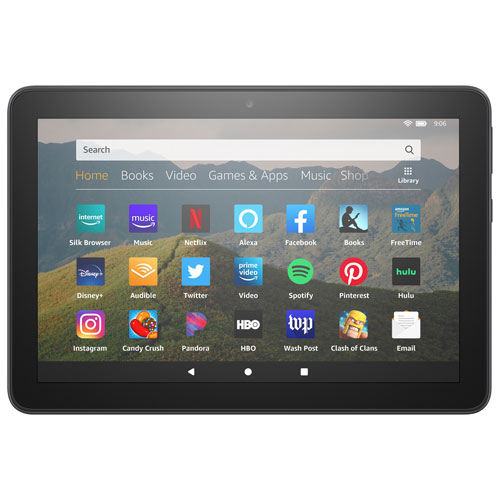 9:06
Search
Home Books Video Games & Apps Music Shop
Library
internet music
Silk Browser Music Netflix Alexa Facebook Books FreeTime
Disney+ prime video hulu
Disney+ Audible Twitter Video Spotify Pinterest Hulu
HBO wp
Instagram Candy Crush Pandora HBO Wash Post Clash of Clans Email